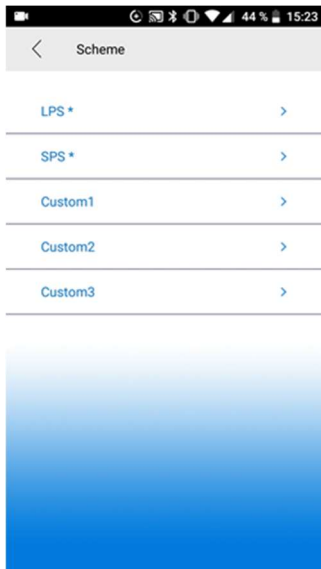 44 % 15:23
Scheme
LPS *
SPS *
Custom1
Custom2
Custom3